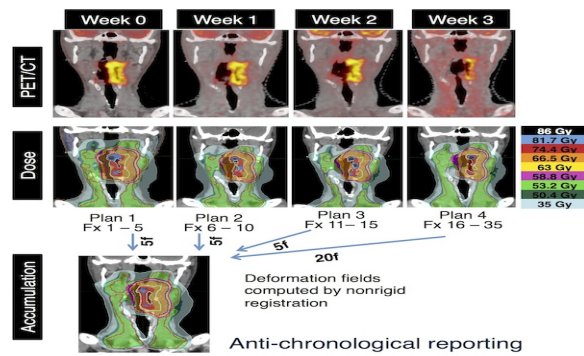 Week 0
Week 1
Week 2
Week 3
PET/CT
Dose
86 Gy
81.7 Gy
74.4 Gy
66.5 Gy
63 Gy
58.8 Gy
53.2 Gy
50.4 Gy
35 Gy
Plan 1
Fx 1 – 5
Plan 2
Fx 6 – 10
Plan 3
Fx 11– 15
Plan 4
Fx 16 – 35
5f
5f
5f
20f
Accumulation
Deformation fields
computed by nonrigid
registration
Anti-chronological reporting